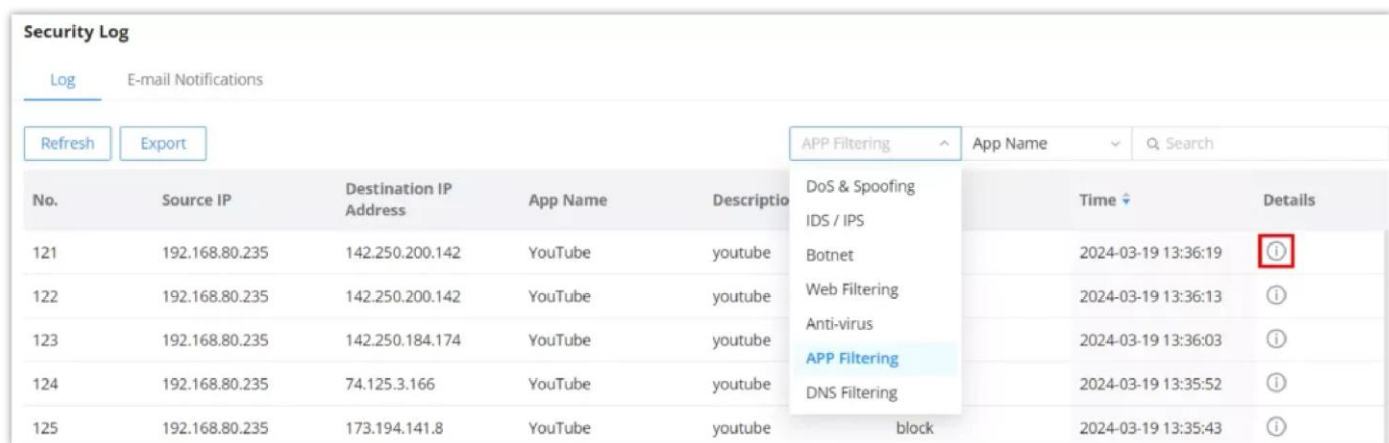 Security Log
Log E-mail Notifications
Refresh Export APP Filtering App Name Search
No. Source IP Destination IP Address App Name Descriptio Time Details
DoS & Spoofing
IDS / IPS
Botnet
Web Filtering
Anti-virus
APP Filtering
DNS Filtering
121 192.168.80.235 142.250.200.142 YouTube youtube 2024-03-19 13:36:19
122 192.168.80.235 142.250.200.142 YouTube youtube 2024-03-19 13:36:13
123 192.168.80.235 142.250.184.174 YouTube youtube 2024-03-19 13:36:03
124 192.168.80.235 74.125.3.166 YouTube youtube 2024-03-19 13:35:52
125 192.168.80.235 173.194.141.8 YouTube youtube block 2024-03-19 13:35:43